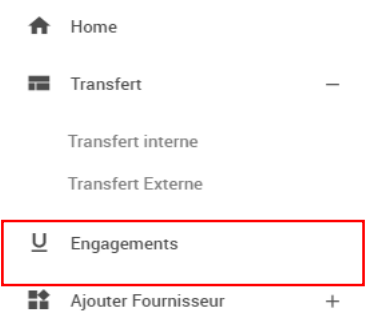 Home
Transfert
Transfert interne
Transfert Externe
Engagements
Ajouter Fournisseur